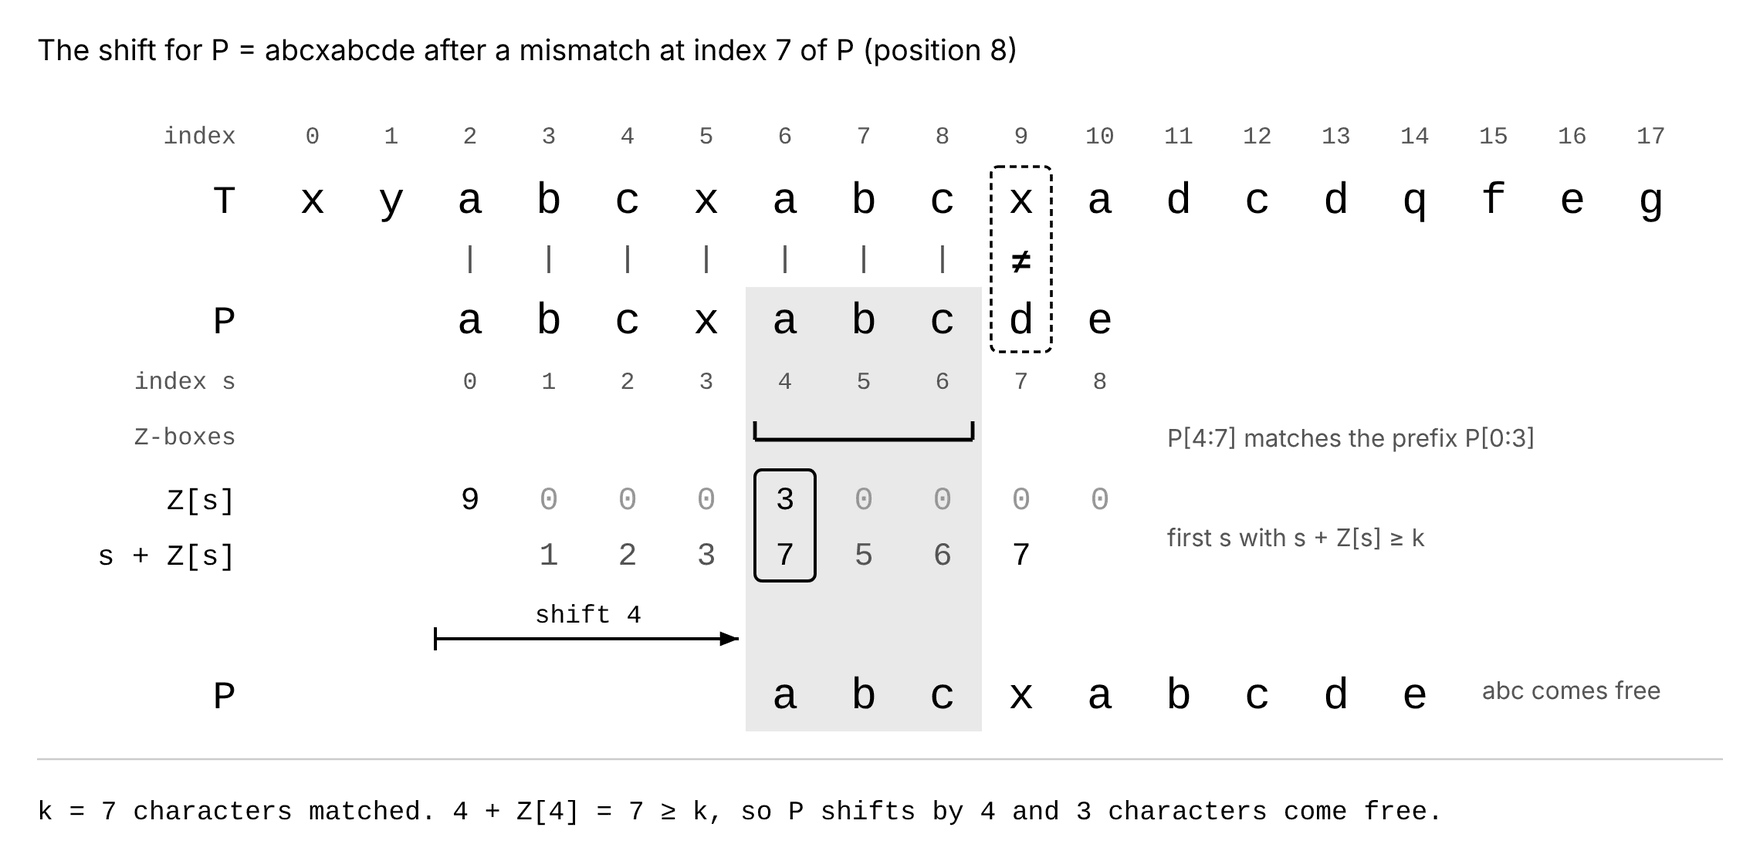 The shift for P = abcxabcde after a mismatch at index 7 of P (position 8)
index 0 1 2 3 4 5 6 7 8 9 10 11 12 13 14 15 16 17
T x y a b c x a b c x a d c d q f e g
| | | | | | | ≠
P a b c x a b c d e
index s 0 1 2 3 4 5 6 7 8
Z-boxes P[4:7] matches the prefix P[0:3]
Z[s] 9 0 0 0 3 0 0 0 0
first s with s + Z[s] ≥ k
s + Z[s] 1 2 3 7 5 6 7
shift 4
P a b c x a b c d e abc comes free
k = 7 characters matched. 4 + Z[4] = 7 ≥ k, so P shifts by 4 and 3 characters come free.